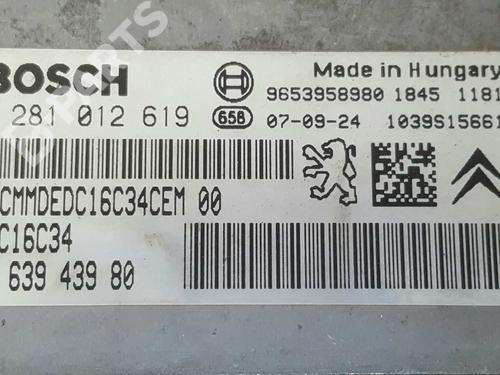 BOSCH
Made in Hungary
9653958980 1845 1181
281 012 619
658
07-09-24 1039S15661
CMMDEDC16C34CEM 00
C16C34
639 439 80